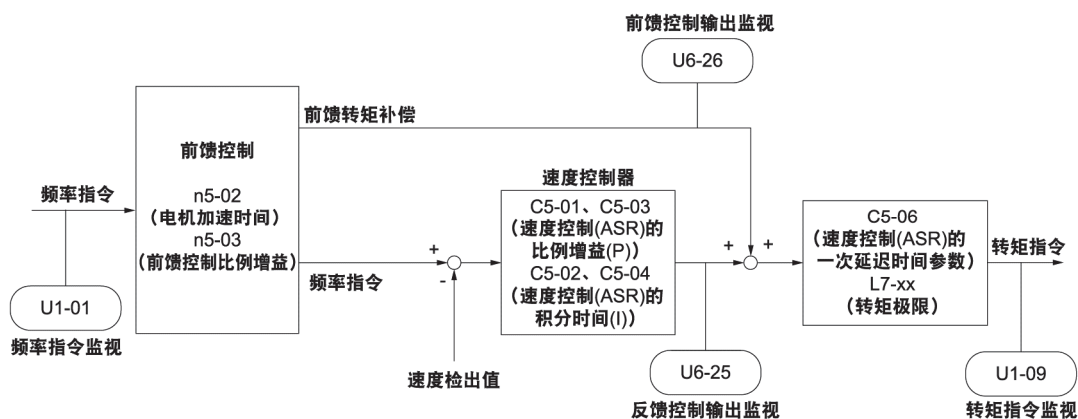 前馈控制输出监视
U6-26
前馈转矩补偿
前馈控制
n5-02
（电机加速时间）
n5-03
（前馈控制比例增益）
频率指令
U1-01
频率指令监视
频率指令
+
-
速度检出值
速度控制器
C5-01、C5-03
（速度控制(ASR)的
比例增益(P)
C5-02、C5-04
（速度控制(ASR)的
积分时间(I)）
+
+
U6-25
反馈控制输出监视
C5-06
（速度控制(ASR)的
一次延迟时间参数）
L7-xx
（转矩极限）
转矩指令
U1-09
转矩指令监视